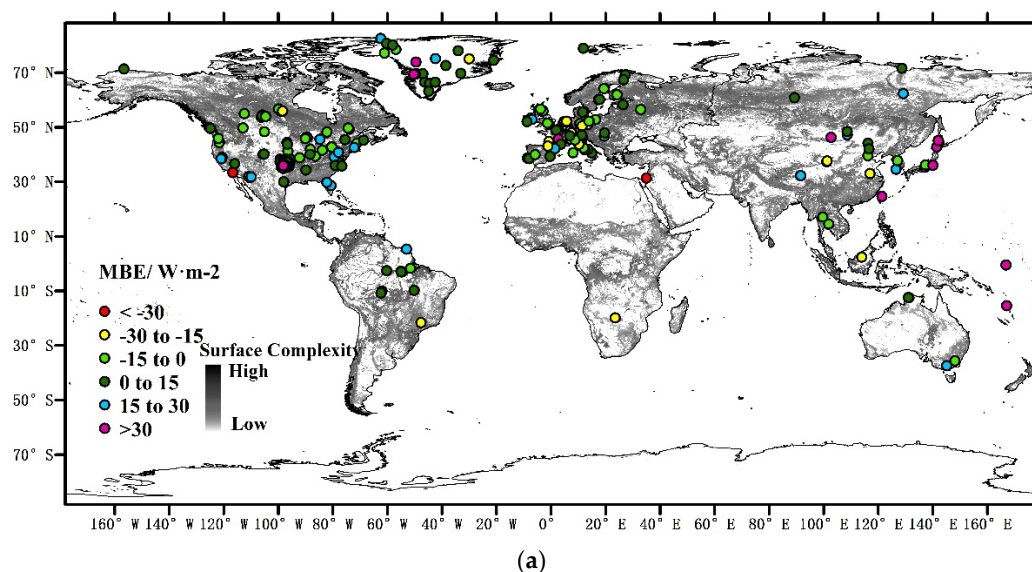 (a)
70° N
50° N
30° N
10° N
10° S
30° S
50° S
70° S
MBE/ W·m-2
< -30
-30 to -15
-15 to 0
0 to 15
15 to 30
>30
Surface Complexity
High
Low
160° W 140° W 120° W 100° W 80° W 60° W 40° W 20° W 0° E 20° E 40° E 60° E 80° E 100° E 120° E 140° E 160° E
(a)